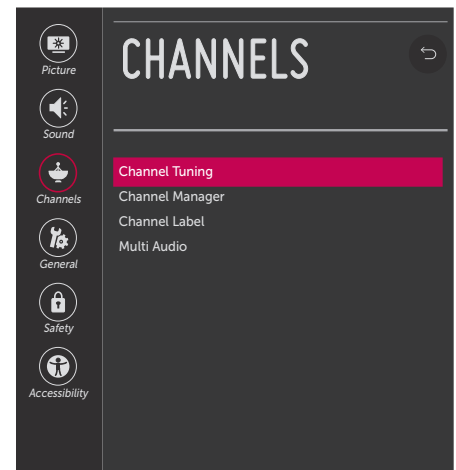 Picture
Sound
Channels
General
Safety
Accessibility
CHANNELS
Channel Tuning
Channel Manager
Channel Label
Multi Audio